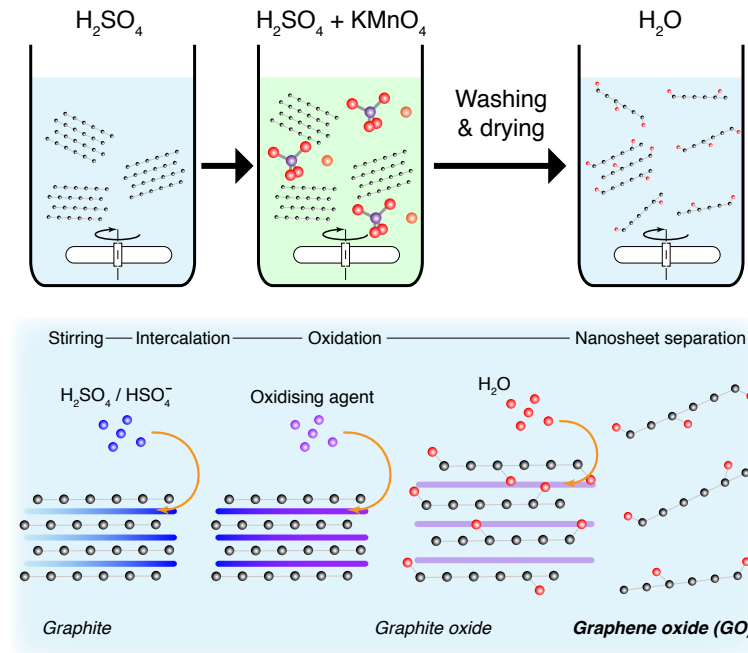 H₂SO₄
H₂SO₄ + KMnO₄
H₂O
Washing
& drying
Stirring
Intercalation
Oxidation
Nanosheet separation
H₂SO₄ / HSO₄⁻
Oxidising agent
H₂O
Graphite
Graphite oxide
Graphene oxide (GO)